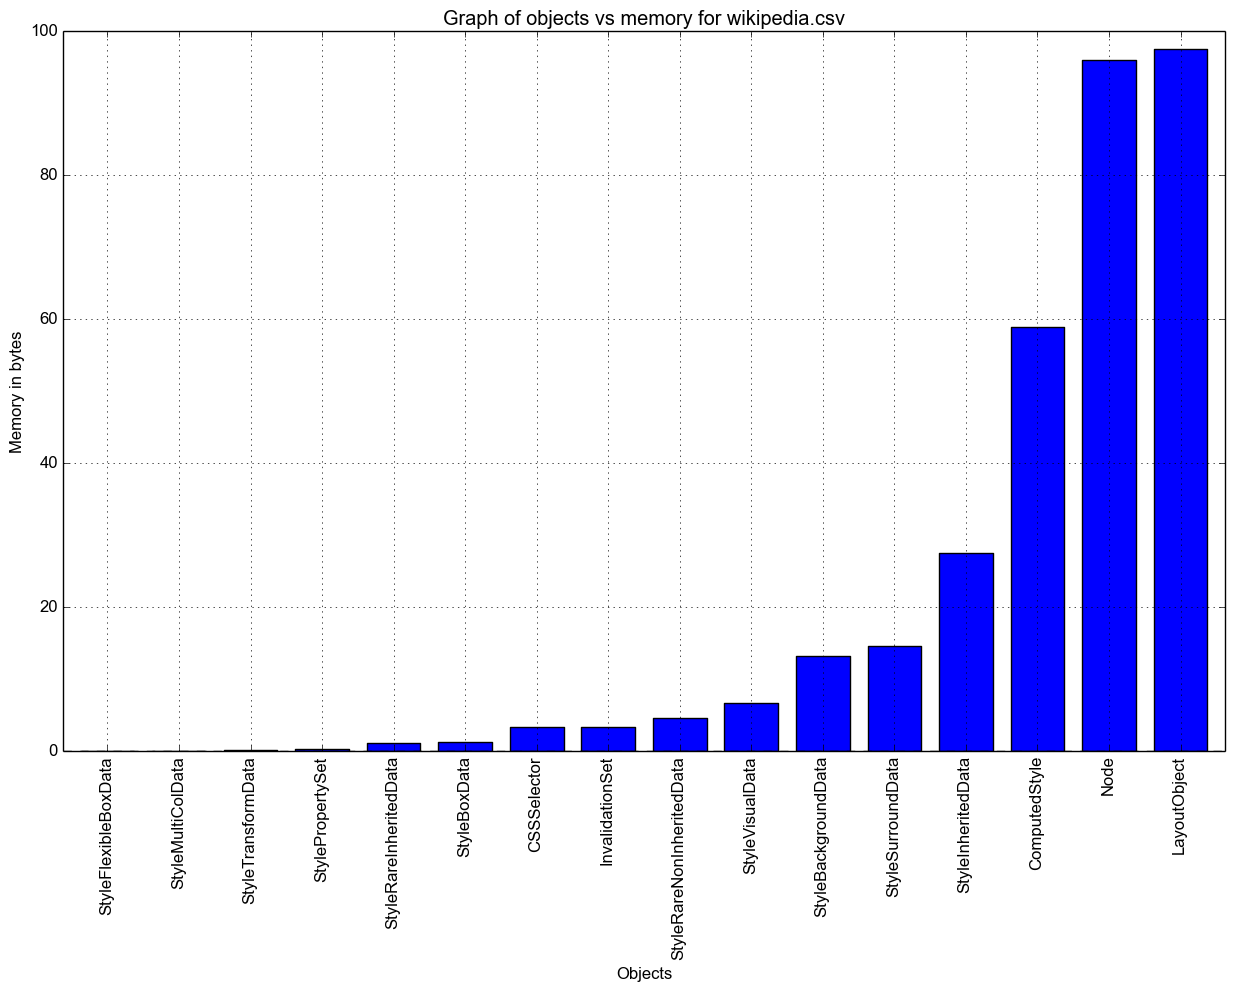 Graph of objects vs memory for wikipedia.csv
100
80
60
40
20
0
Memory in bytes
StyleFlexibleBoxData
StyleMultiColData
StyleTransformData
StylePropertySet
StyleRareInheritedData
StyleBoxData
CSSSelector
InvalidationSet
StyleRareNonInheritedData
StyleVisualData
StyleBackgroundData
StyleSurroundData
StyleInheritedData
ComputedStyle
Node
LayoutObject
Objects